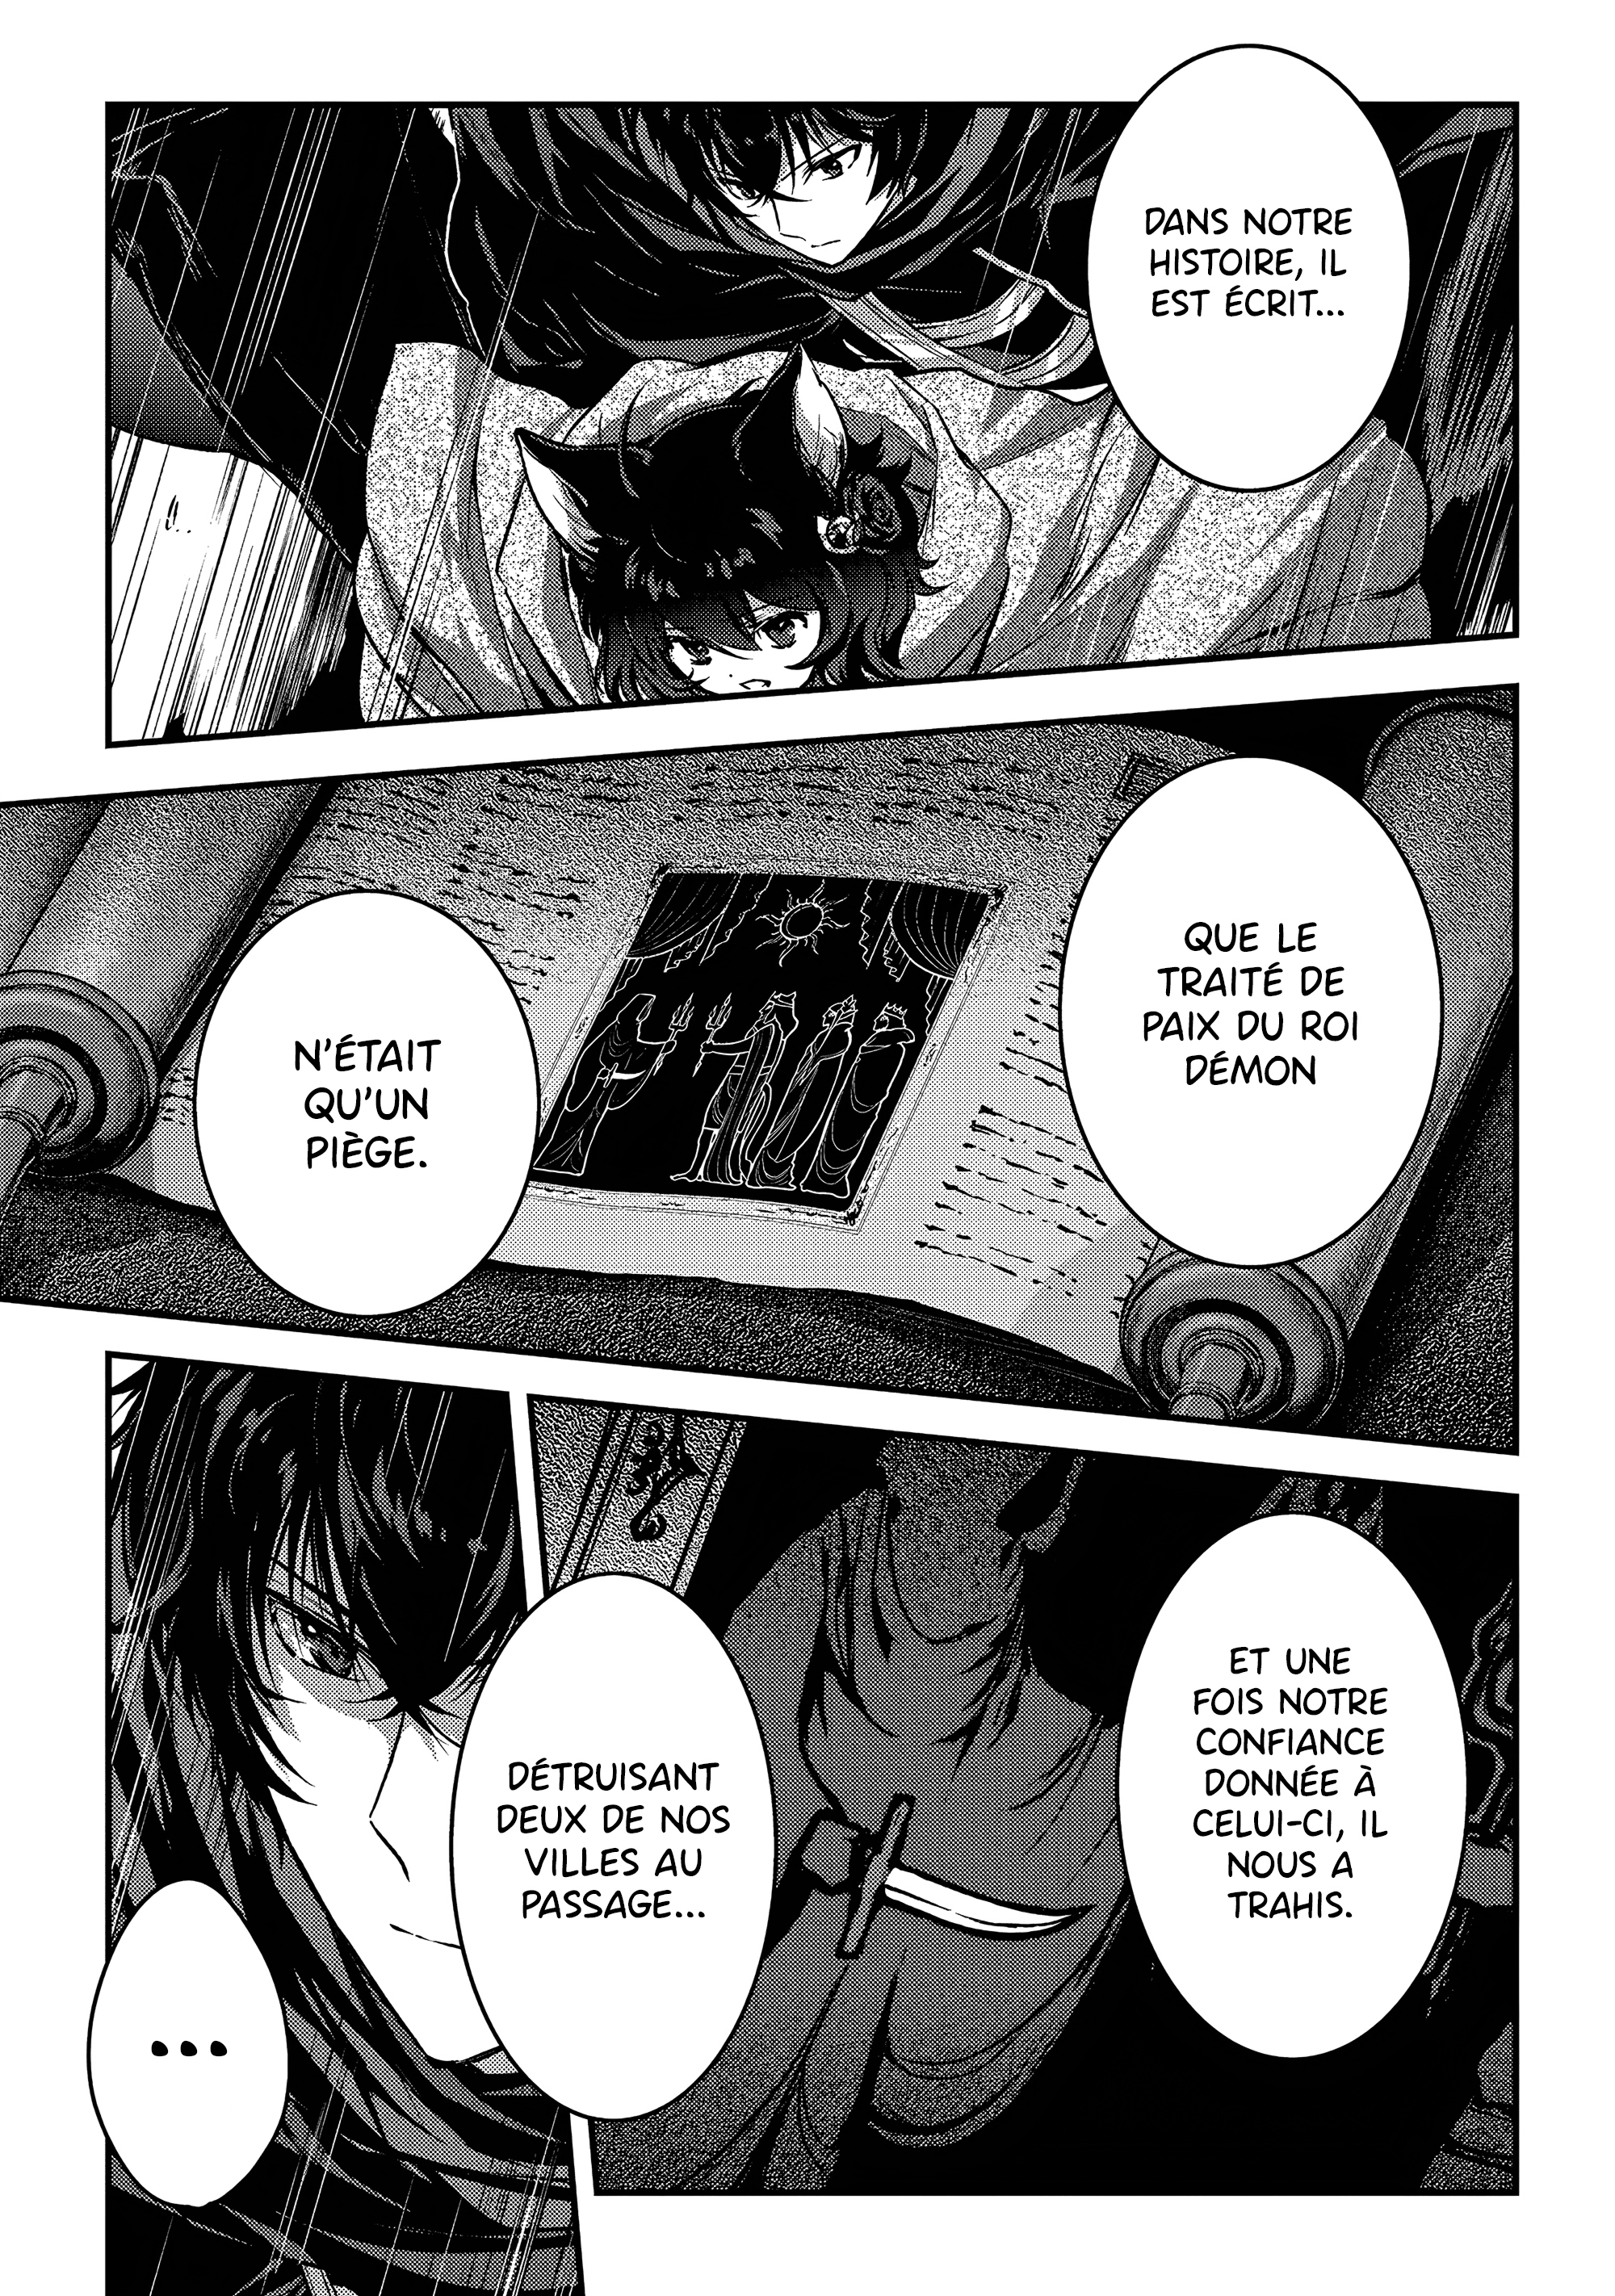 DANS NOTRE
HISTOIRE, IL
EST ÉCRIT...
QUE LE
TRAITÉ DE
PAIX DU ROI
DÉMON
N'ÉTAIT
QU'UN
PIÈGE.
ET UNE
FOIS NOTRE
CONFIANCE
DONNÉE À
CELUI-CI, IL
NOUS A
TRAHIS.
DÉTRUISANT
DEUX DE NOS
VILLES AU
PASSAGE...
...